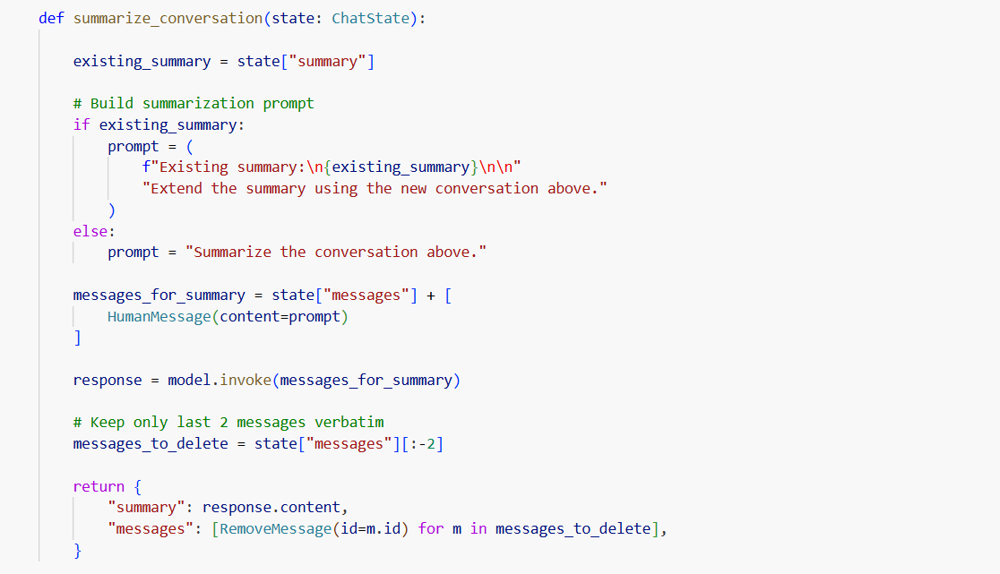 def summarize_conversation(state: ChatState):
existing_summary = state["summary"]
# Build summarization prompt
if existing_summary:
prompt = (
f"Existing summary:\n{existing_summary}\n\n"
"Extend the summary using the new conversation above."
)
else:
prompt = "Summarize the conversation above."
messages_for_summary = state["messages"] + [
HumanMessage(content=prompt)
]
response = model.invoke(messages_for_summary)
# Keep only last 2 messages verbatim
messages_to_delete = state["messages"][:-2]
return {
"summary": response.content,
"messages": [RemoveMessage(id=m.id) for m in messages_to_delete],
}